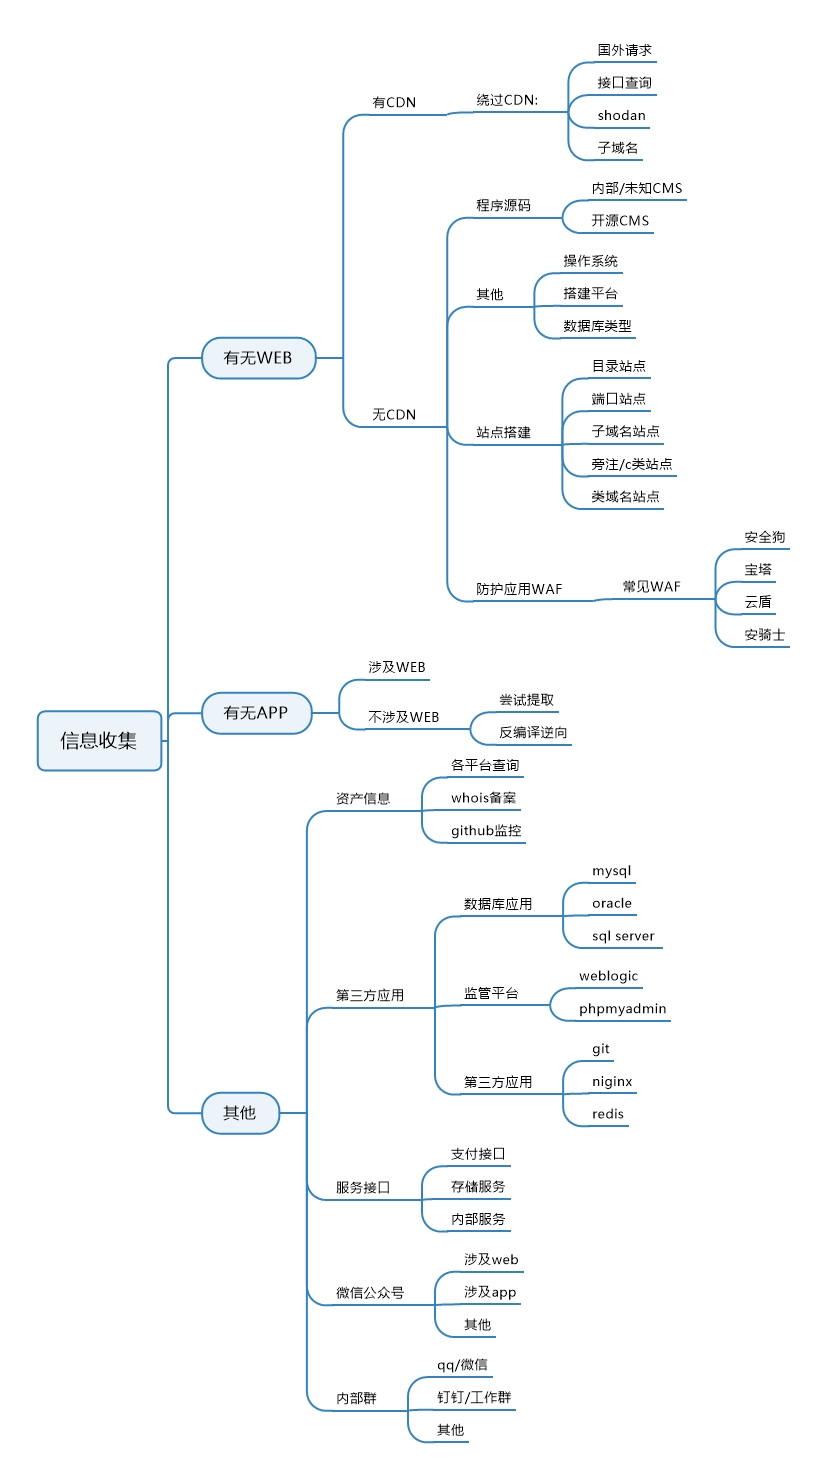 国外请求
接口查询
有CDN
绕过CDN:
shodan
子域名
内部/未知CMS
程序源码
开源CMS
操作系统
其他
搭建平台
数据库类型
目录站点
端口站点
无CDN
站点搭建
子域名站点
旁注/c类站点
类域名站点
有无WEB
安全狗
宝塔
防护应用WAF
常见WAF
云盾
安骑士
涉及WEB
有无APP
不涉及WEB
尝试提取
反编译逆向
信息收集
各平台查询
资产信息
whois备案
github监控
mysql
数据库应用
oracle
sql server
weblogic
第三方应用
监管平台
phpmyadmin
git
第三方应用
niginx
redis
其他
支付接口
服务接口
存储服务
内部服务
涉及web
微信公众号
涉及app
其他
qq/微信
内部群
钉钉/工作群
其他